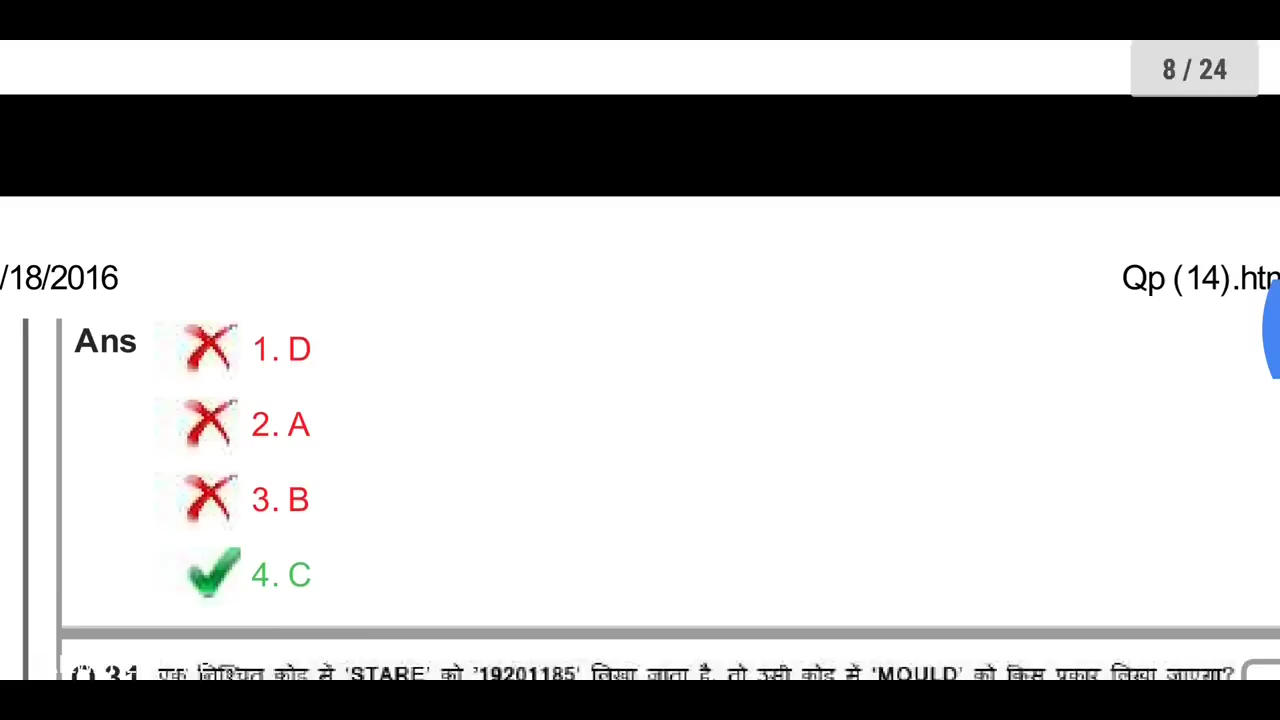 8 / 24
/18/2016
Qp (14).htn
Ans
1. D
2. A
3. B
4. C
Q.31 एक निश्चित कोड में 'STARE' को '19201185' लिखा जाता है, तो उसी कोड में 'MOULD' को किस प्रकार लिखा जाएगा?